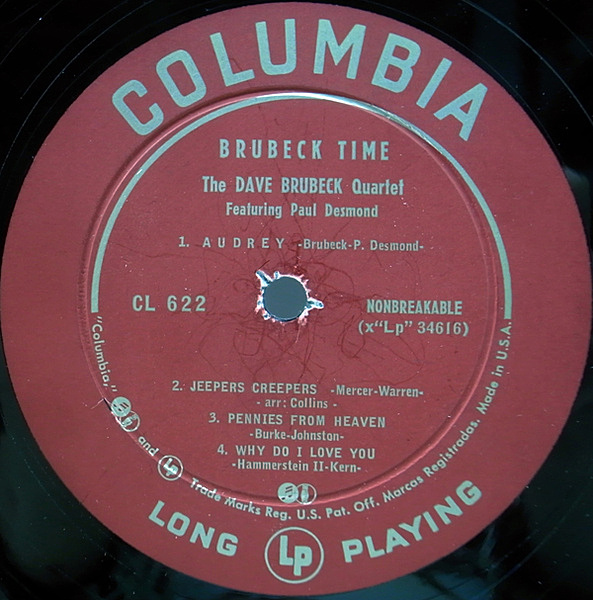 COLUMBIA
BRUBECK TIME
The DAVE BRUBECK Quartet
Featuring Paul Desmond
1. AUDREY -Brubeck-P. Desmond-
CL 622
NONBREAKABLE
(x"Lp" 34616)
2. JEEPERS CREEPERS -Mercer-Warren-
- arr: Collins -
3. PENNIES FROM HEAVEN
-Burke-Johnston-
4. WHY DO I LOVE YOU
-Hammerstein II-Kern-
"Columbia," and Lp Trade Marks Reg. U.S. Pat. Off. Marcas Registradas. Made in U.S.A.
LONG Lp PLAYING